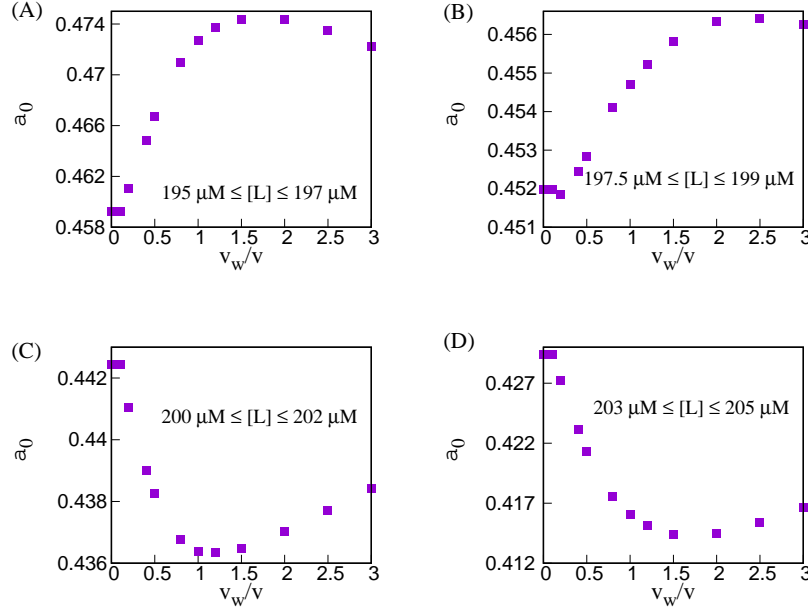 (A)
0.474
0.47
0.466
0.462
0.458
a₀
195 μM ≤ [L] ≤ 197 μM
0 0.5 1 1.5 2 2.5 3
v_w/v
(B)
0.456
0.455
0.454
0.453
0.452
0.451
a₀
197.5 μM ≤ [L] ≤ 199 μM
0 0.5 1 1.5 2 2.5 3
v_w/v
(C)
0.442
0.44
0.438
0.436
a₀
200 μM ≤ [L] ≤ 202 μM
0 0.5 1 1.5 2 2.5 3
v_w/v
(D)
0.427
0.422
0.417
0.412
a₀
203 μM ≤ [L] ≤ 205 μM
0 0.5 1 1.5 2 2.5 3
v_w/v